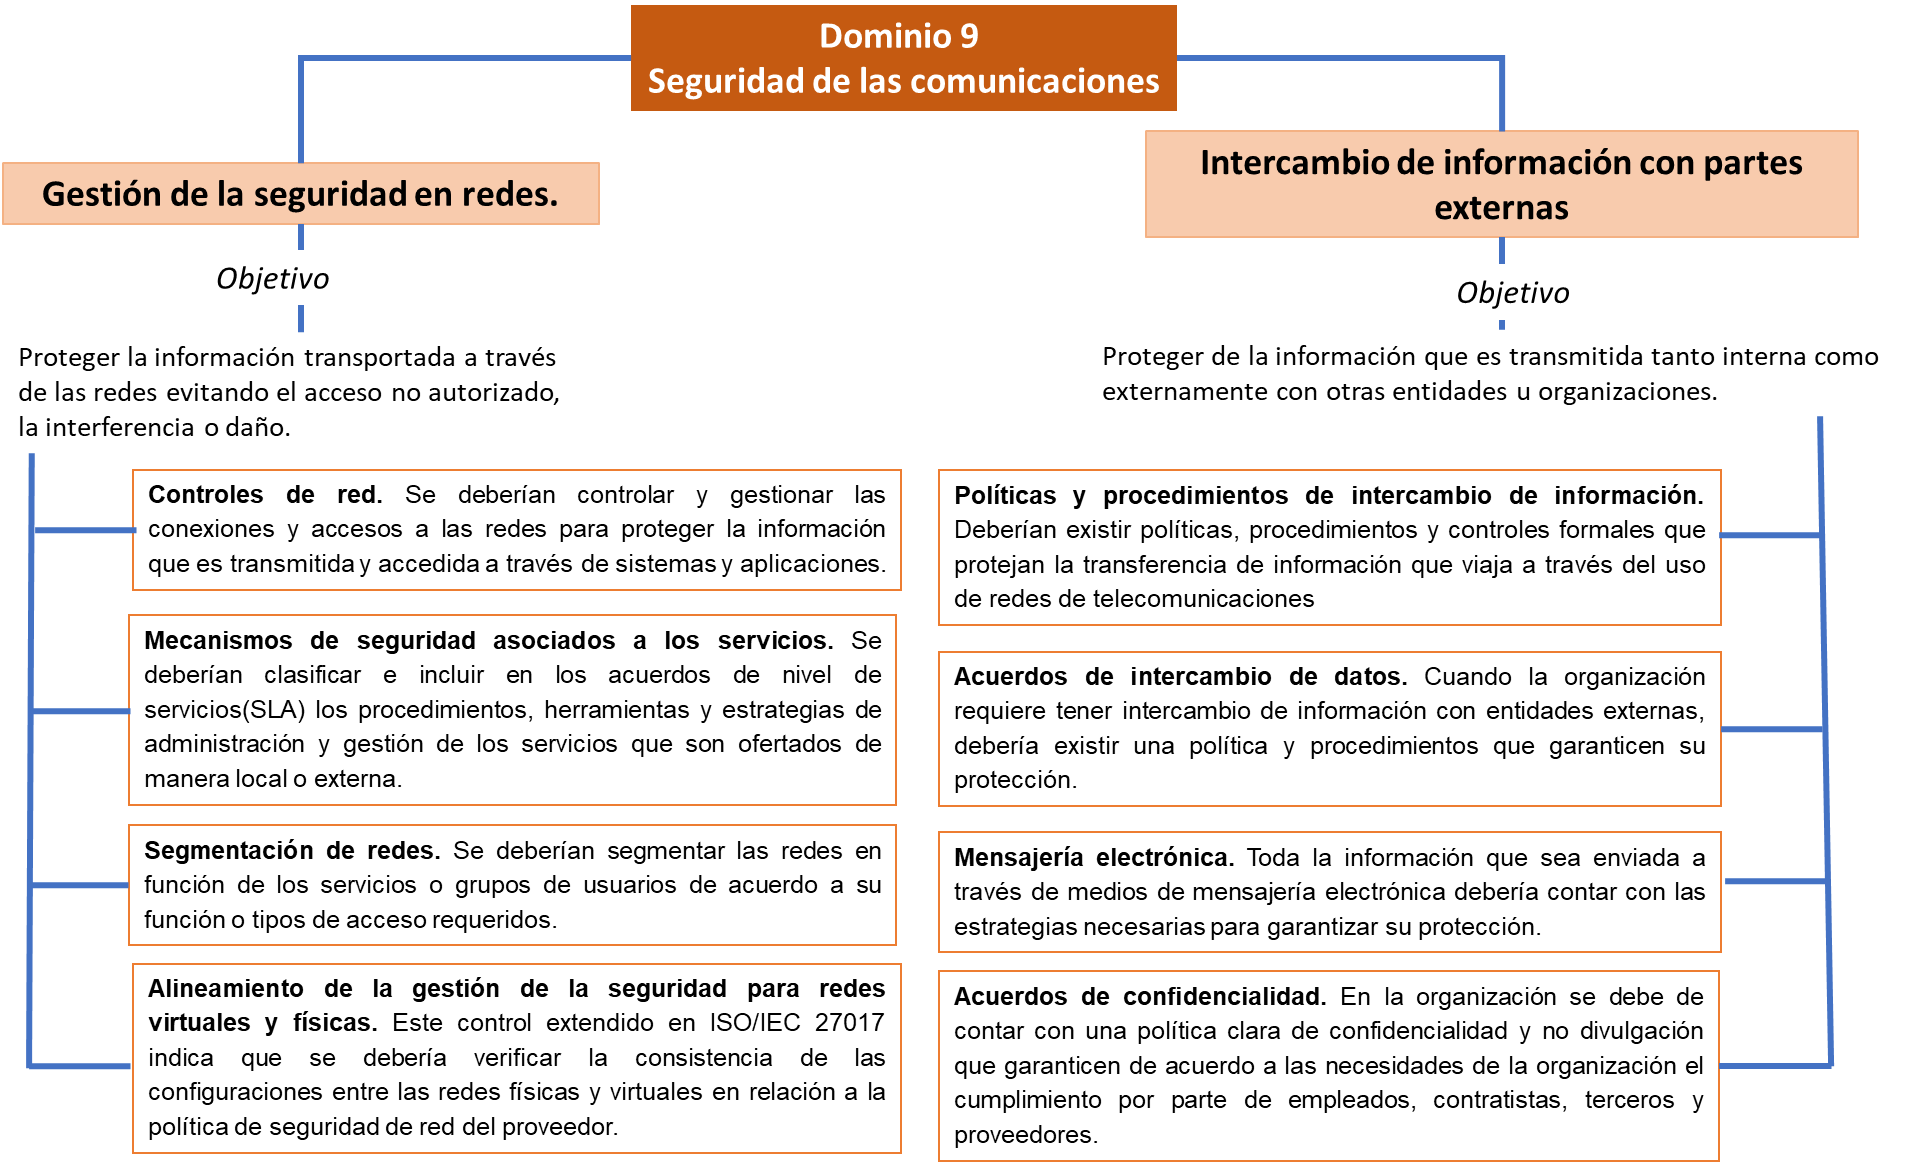 Dominio 9
Seguridad de las comunicaciones
Gestión de la seguridad en redes.
Objetivo
Proteger la información transportada a través
de las redes evitando el acceso no autorizado,
la interferencia o daño.
Controles de red. Se deberían controlar y gestionar las
conexiones y accesos a las redes para proteger la información
que es transmitida y accedida a través de sistemas y aplicaciones.
Mecanismos de seguridad asociados a los servicios. Se
deberían clasificar e incluir en los acuerdos de nivel de
servicios(SLA) los procedimientos, herramientas y estrategias de
administración y gestión de los servicios que son ofertados de
manera local o externa.
Segmentación de redes. Se deberían segmentar las redes en
función de los servicios o grupos de usuarios de acuerdo a su
función o tipos de acceso requeridos.
Alineamiento de la gestión de la seguridad para redes
virtuales y físicas. Este control extendido en ISO/IEC 27017
indica que se debería verificar la consistencia de las
configuraciones entre las redes físicas y virtuales en relación a la
política de seguridad de red del proveedor.
Intercambio de información con partes
externas
Objetivo
Proteger de la información que es transmitida tanto interna como
externamente con otras entidades u organizaciones.
Políticas y procedimientos de intercambio de información.
Deberían existir políticas, procedimientos y controles formales que
protejan la transferencia de información que viaja a través del uso
de redes de telecomunicaciones
Acuerdos de intercambio de datos. Cuando la organización
requiere tener intercambio de información con entidades externas,
debería existir una política y procedimientos que garanticen su
protección.
Mensajería electrónica. Toda la información que sea enviada a
través de medios de mensajería electrónica debería contar con las
estrategias necesarias para garantizar su protección.
Acuerdos de confidencialidad. En la organización se debe de
contar con una política clara de confidencialidad y no divulgación
que garanticen de acuerdo a las necesidades de la organización el
cumplimiento por parte de empleados, contratistas, terceros y
proveedores.